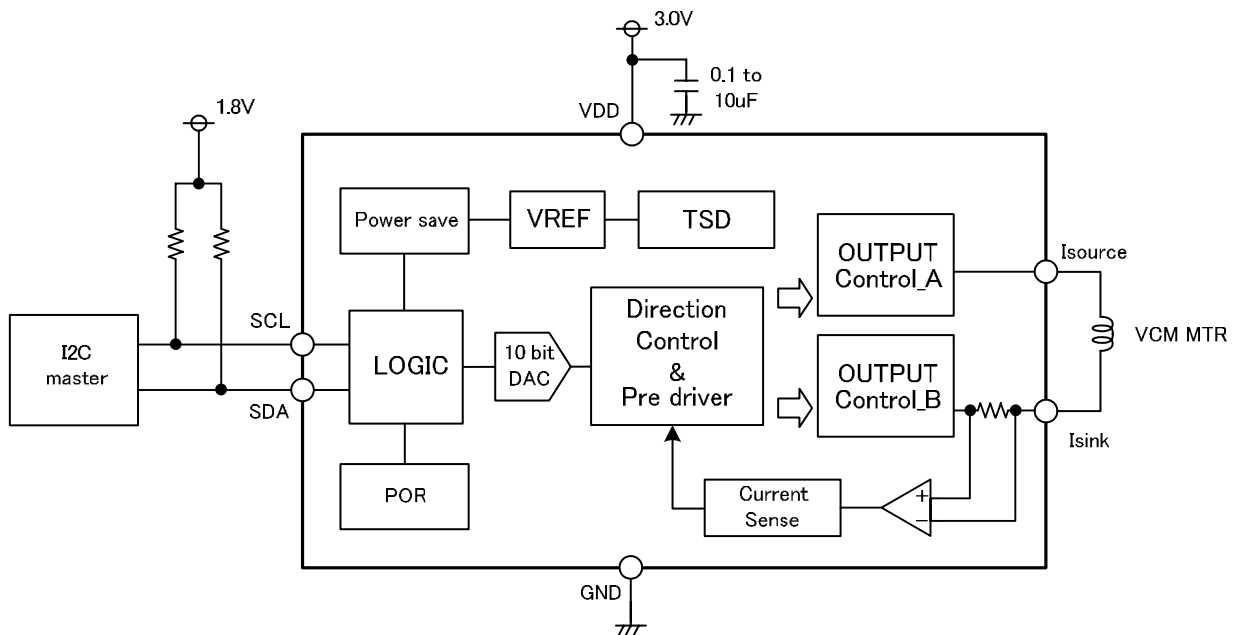 3.0V
0.1 to
10uF
VDD
1.8V
Power save
VREF
TSD
OUTPUT
Control_A
Isource
SCL
I2C
master
SDA
LOGIC
10 bit
DAC
Direction
Control
&
Pre driver
OUTPUT
Control_B
VCM MTR
Isink
POR
Current
Sense
+
−
GND